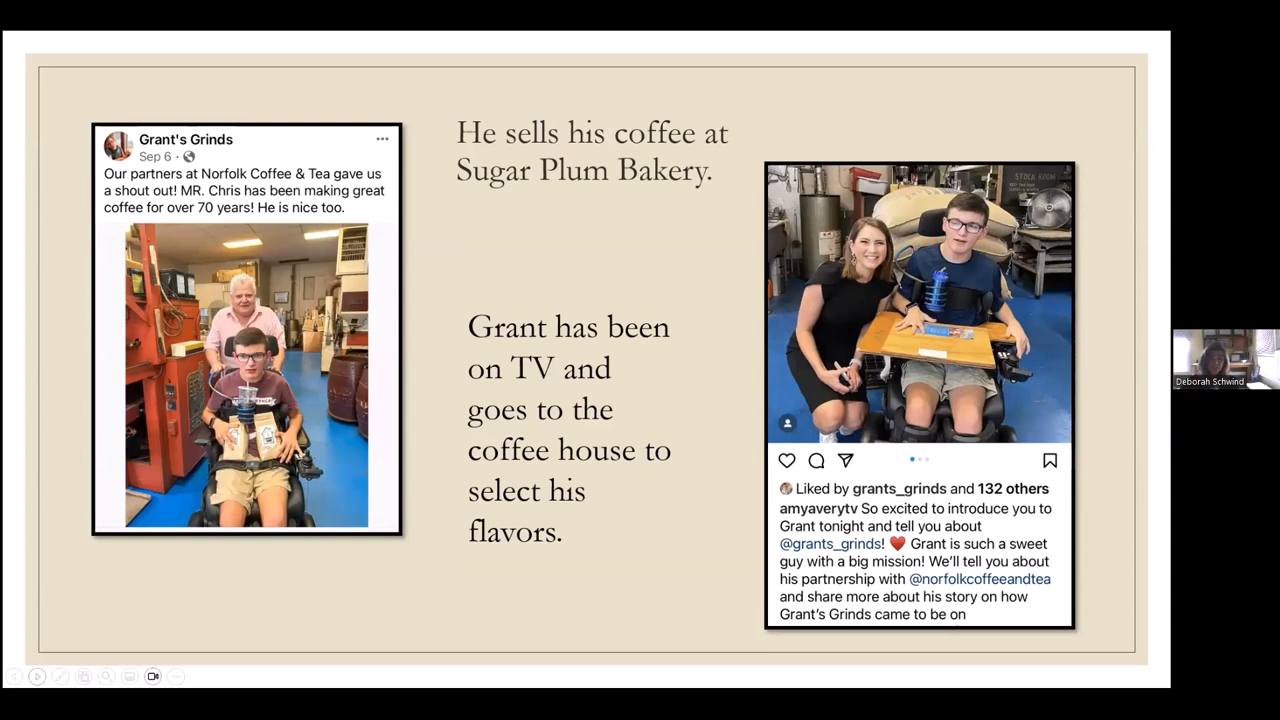 Grant's Grinds
Sep 6 ·
Our partners at Norfolk Coffee & Tea gave us
a shout out! MR. Chris has been making great
coffee for over 70 years! He is nice too.
He sells his coffee at
Sugar Plum Bakery.
Grant has been
on TV and
goes to the
coffee house to
select his
flavors.
STOCK ROOM
Liked by grants_grinds and 132 others
amyaverytv So excited to introduce you to
Grant tonight and tell you about
@grants_grinds! ♥️ Grant is such a sweet
guy with a big mission! We'll tell you about
his partnership with @norfolkcoffeeandtea
and share more about his story on how
Grant's Grinds came to be on
Deborah Schwind